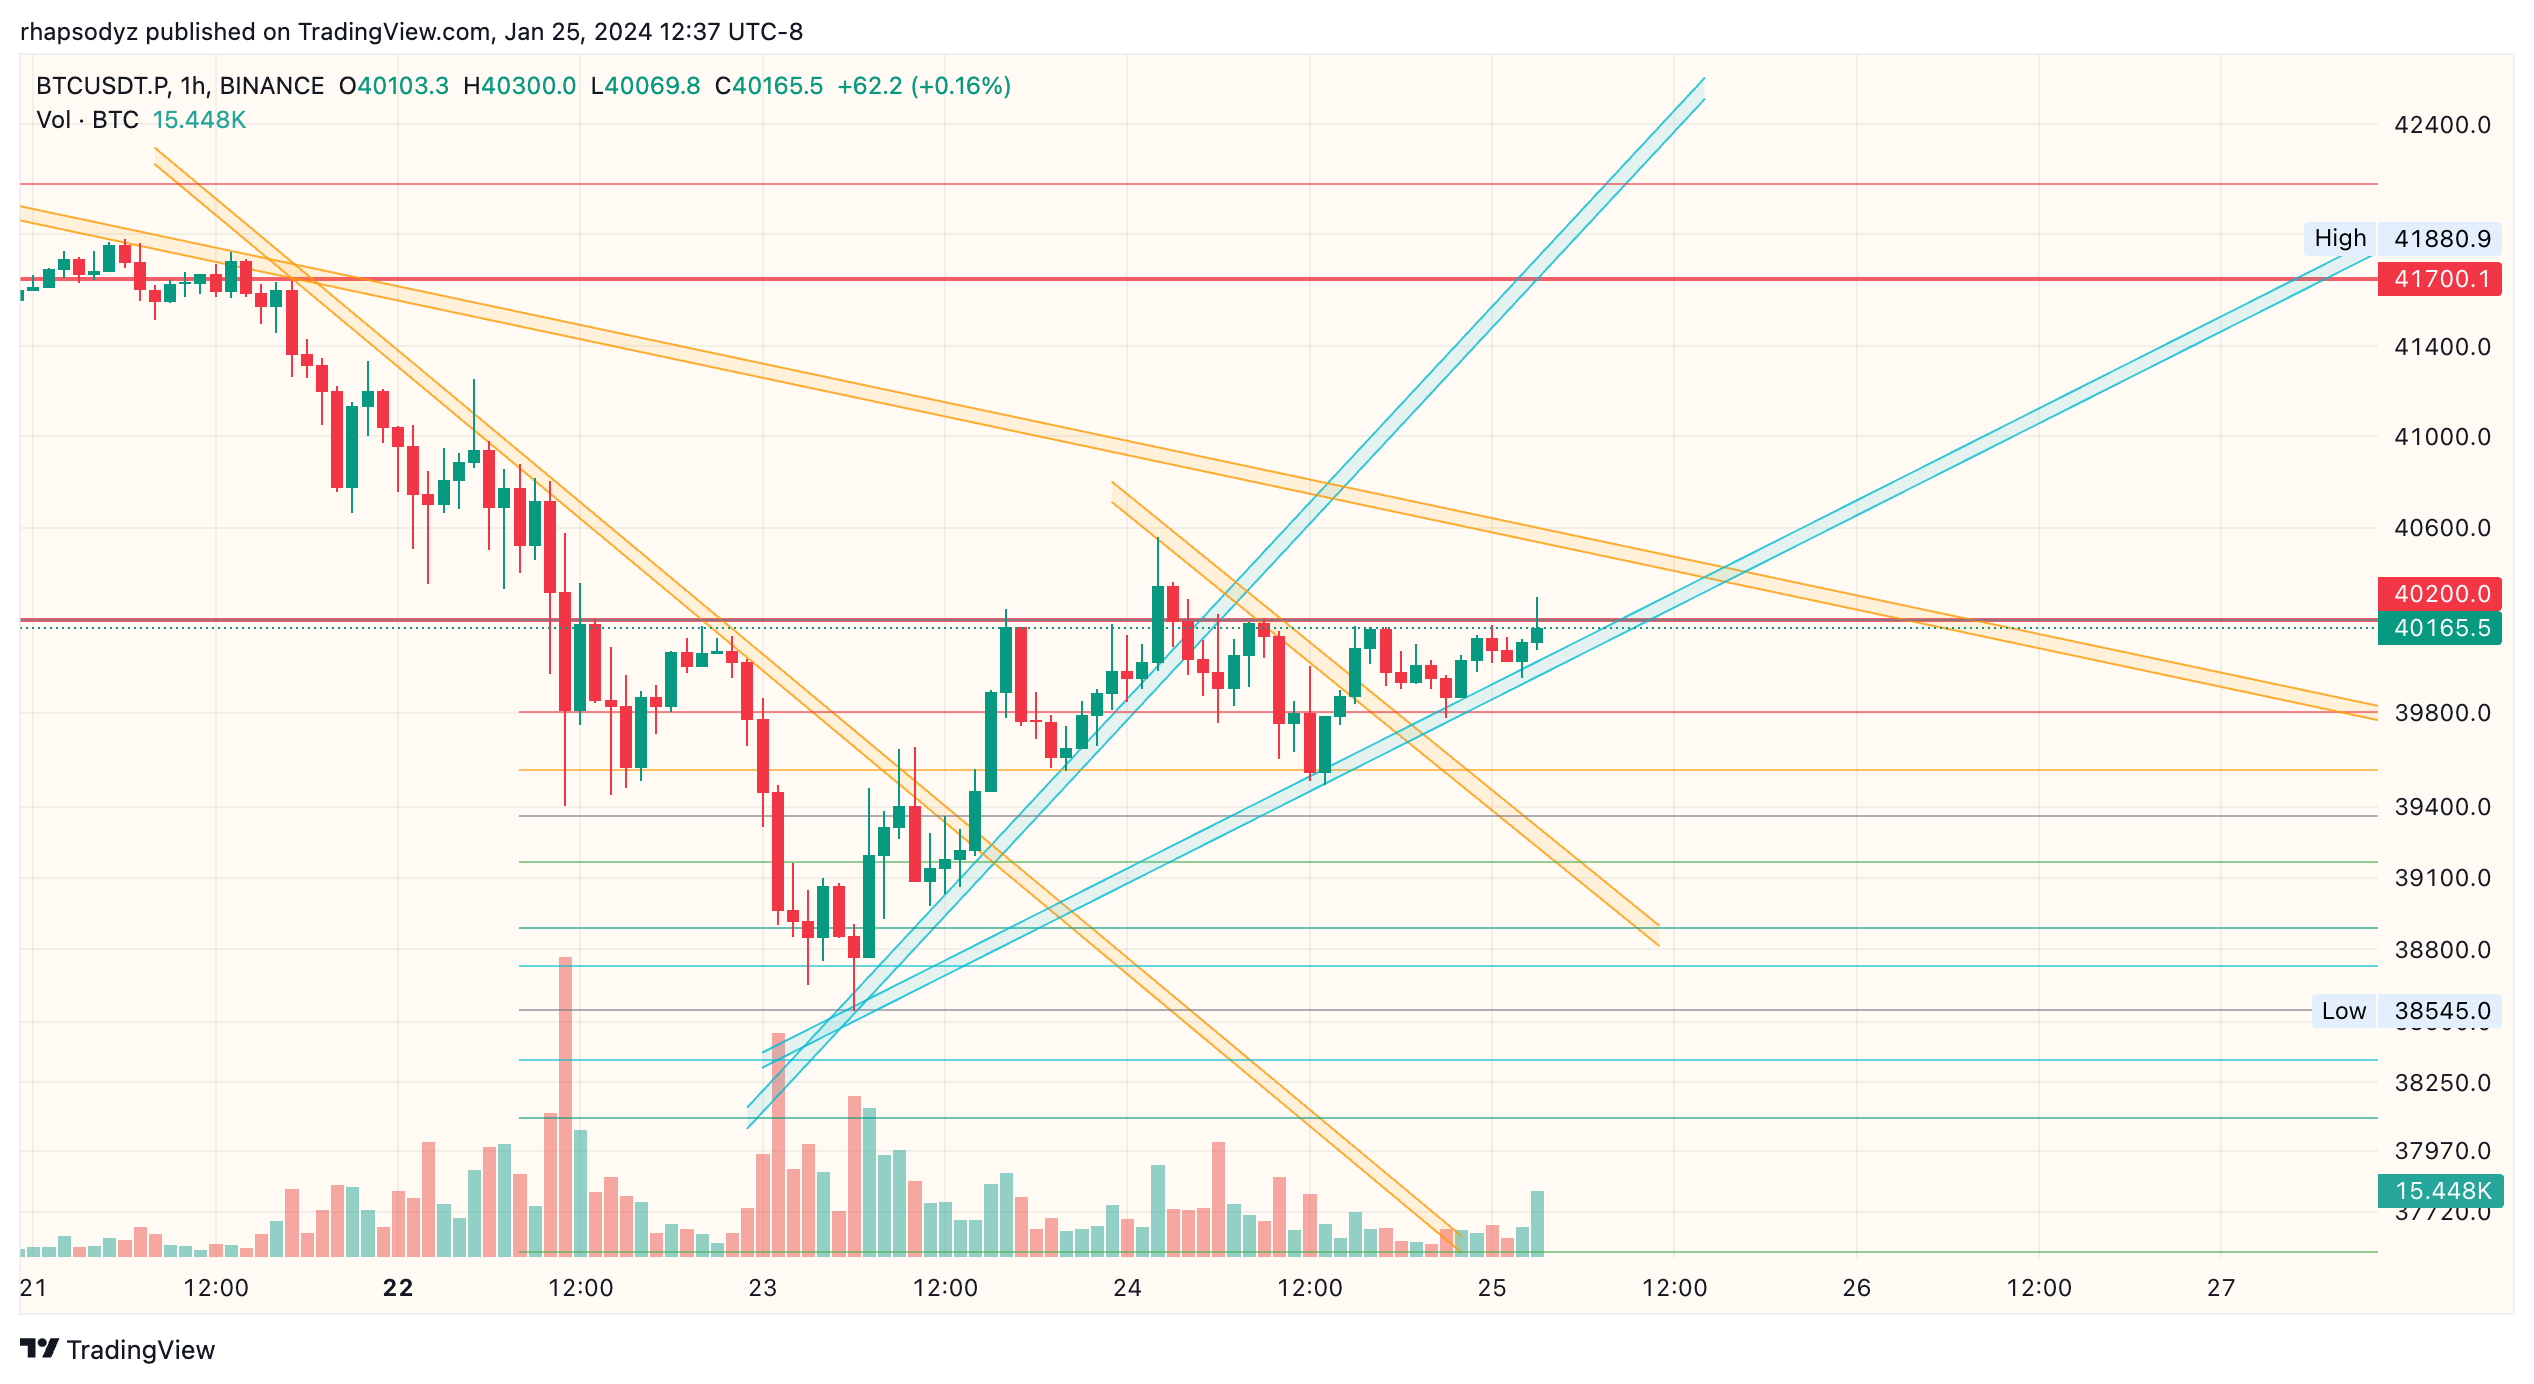 rhapsodyz published on TradingView.com, Jan 25, 2024 12:37 UTC-8
BTCUSDT.P, 1h, BINANCE O40103.3 H40300.0 L40069.8 C40165.5 +62.2 (+0.16%)
Vol · BTC 15.448K
42400.0
High 41880.9
41700.1
41400.0
41000.0
40600.0
40200.0
40165.5
39800.0
39400.0
39100.0
38800.0
Low 38545.0
38250.0
37970.0
15.448K
37720.0
21 12:00 22 12:00 23 12:00 24 12:00 25 12:00 26 12:00 27
TradingView